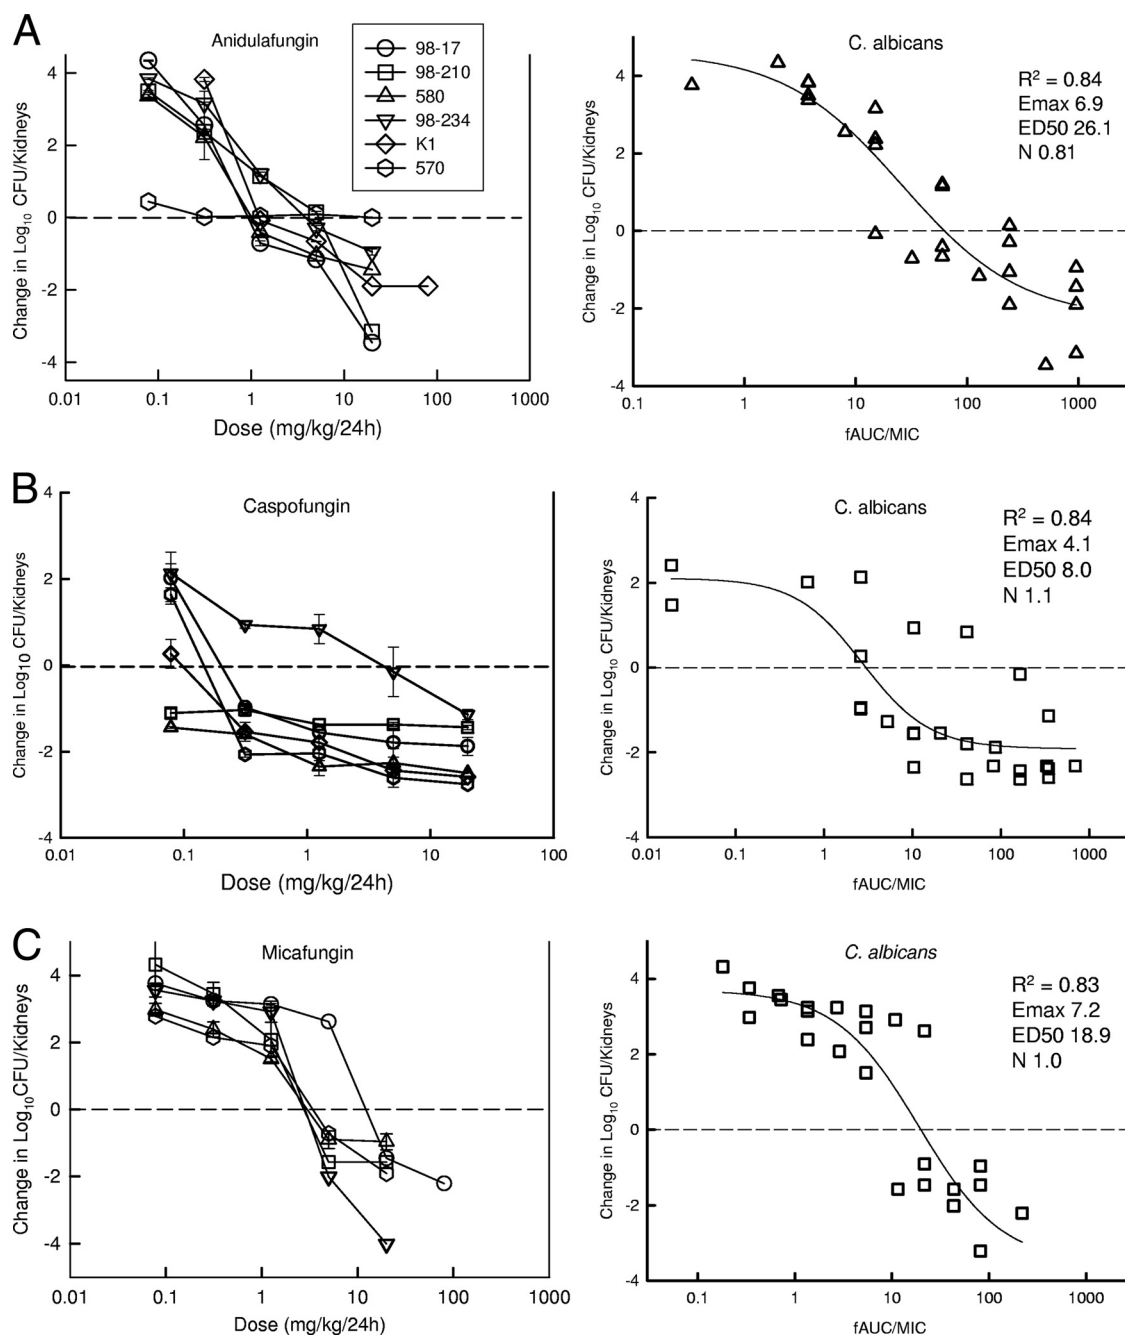 A
Anidulafungin
98-17
98-210
580
98-234
K1
570
Change in Log10 CFU/Kidneys
4
2
0
-2
-4
0.01
0.1
1
10
100
1000
Dose (mg/kg/24h)
C. albicans
R2 = 0.84
Emax 6.9
ED50 26.1
N 0.81
Change in Log10 CFU/Kidneys
4
2
0
-2
-4
0.1
1
10
100
1000
fAUC/MIC
B
Caspofungin
Change in Log10 CFU/Kidneys
4
2
0
-2
-4
0.01
0.1
1
10
100
Dose (mg/kg/24h)
C. albicans
R2 = 0.84
Emax 4.1
ED50 8.0
N 1.1
Change in Log10 CFU/Kidneys
4
2
0
-2
-4
0.01
0.1
1
10
100
1000
fAUC/MIC
C
Micafungin
Change in Log10CFU/Kidneys
4
2
0
-2
-4
0.01
0.1
1
10
100
1000
Dose (mg/kg/24h)
C. albicans
R2 = 0.83
Emax 7.2
ED50 18.9
N 1.0
Change in Log10 CFU/Kidneys
4
2
0
-2
-4
0.1
1
10
100
1000
fAUC/MIC